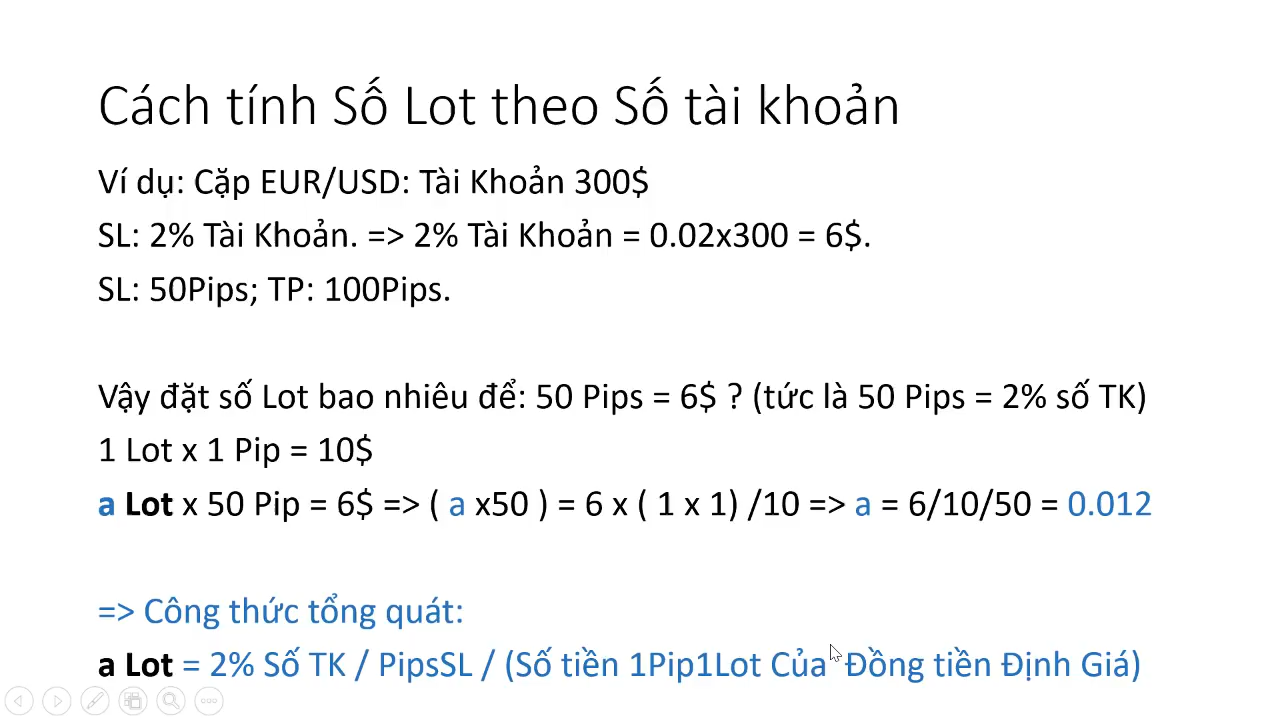 Cách tính Số Lot theo Số tài khoản
Ví dụ: Cặp EUR/USD: Tài Khoản 300$
SL: 2% Tài Khoản. => 2% Tài Khoản = 0.02x300 = 6$.
SL: 50Pips; TP: 100Pips.
Vậy đặt số Lot bao nhiêu để: 50 Pips = 6$ ? (tức là 50 Pips = 2% số TK)
1 Lot x 1 Pip = 10$
a Lot x 50 Pip = 6$ => ( a x50 ) = 6 x ( 1 x 1) /10 => a = 6/10/50 = 0.012
=> Công thức tổng quát:
a Lot = 2% Số TK / PipsSL / (Số tiền 1Pip1Lot Của Đồng tiền Định Giá)